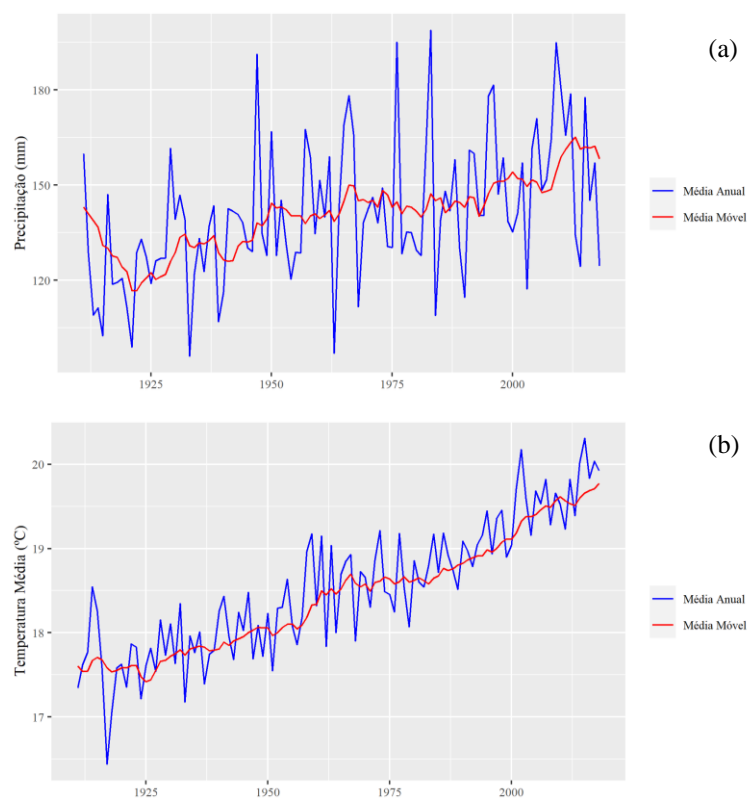 (a)
Precipitação (mm)
180
150
120
1925
1950
1975
2000
Média Anual
Média Móvel
(b)
Temperatura Média (ºC)
20
19
18
17
1925
1950
1975
2000
Média Anual
Média Móvel